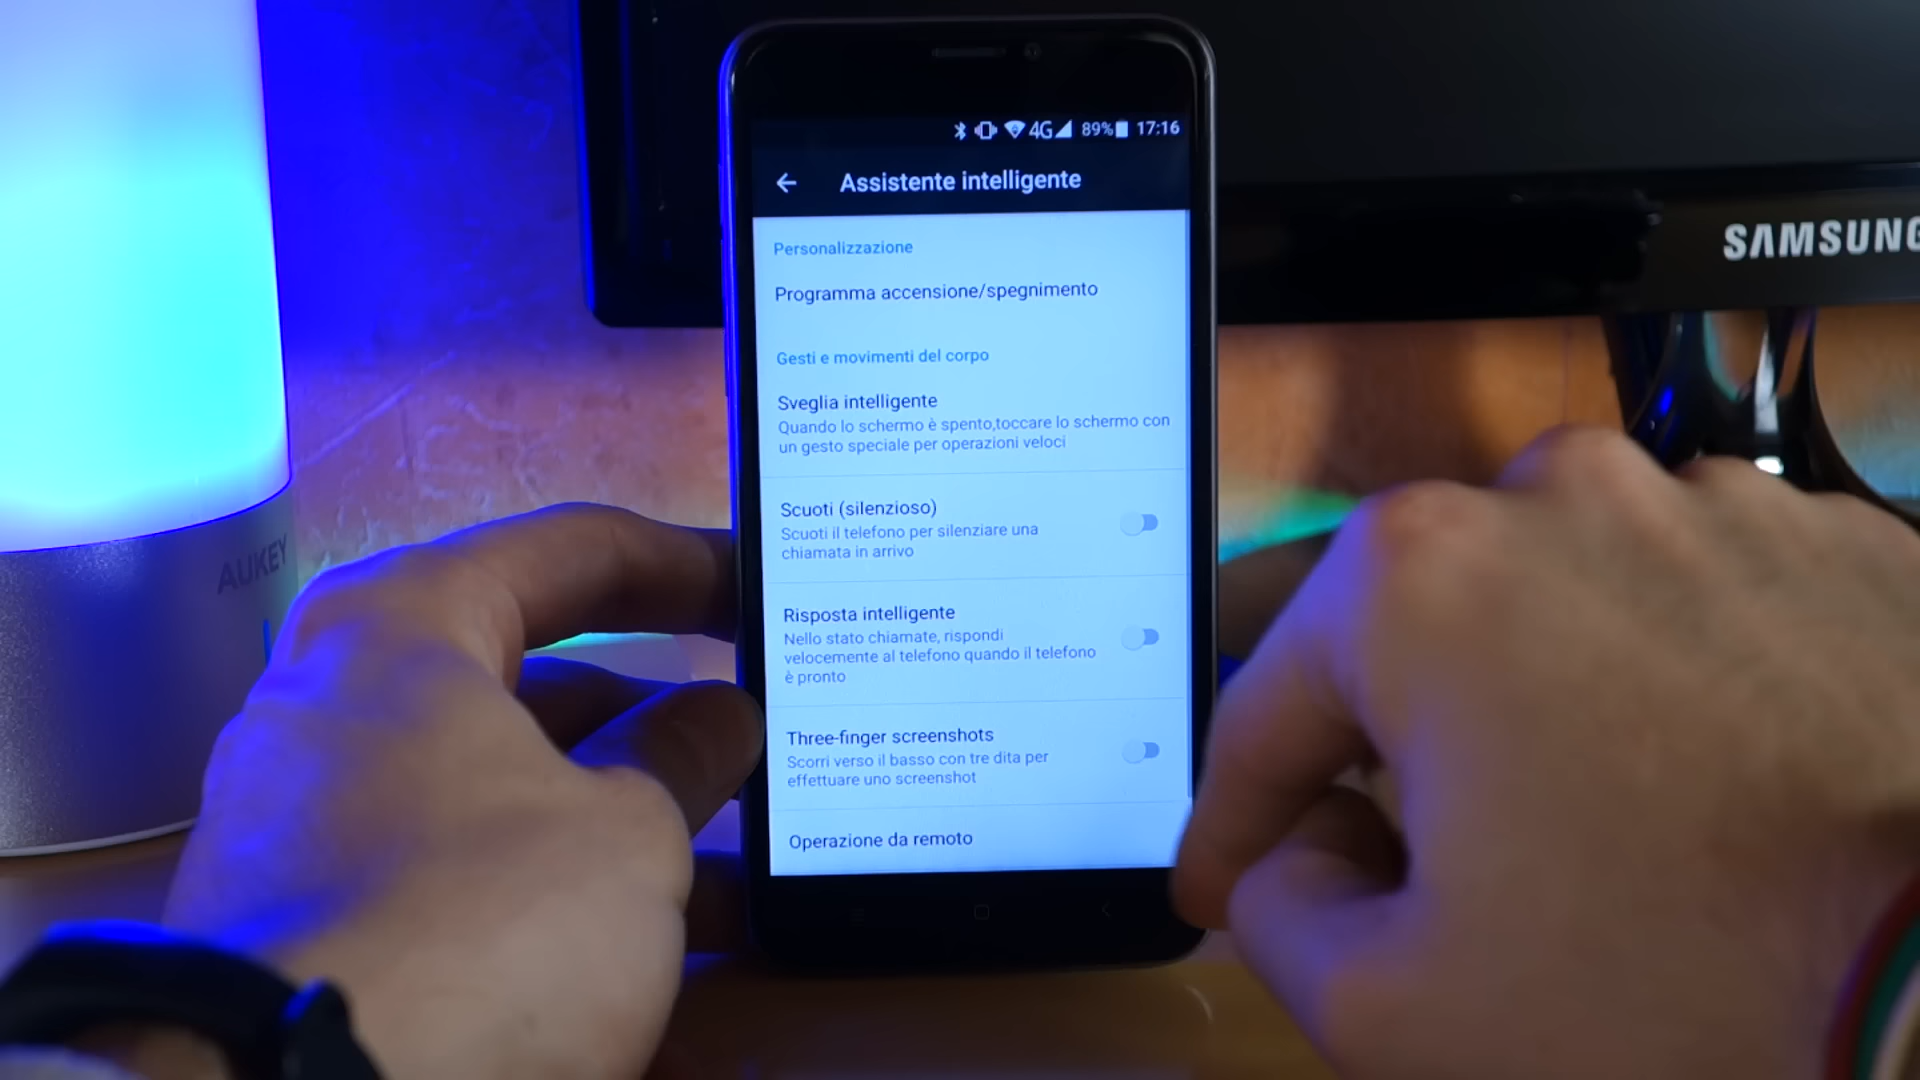 4G 89% 17:16
Assistente intelligente
SAMSUNG
Personalizzazione
Programma accensione/spegnimento
Gesti e movimenti del corpo
Sveglia intelligente
Quando lo schermo è spento,toccare lo schermo con
un gesto speciale per operazioni veloci
Scuoti (silenzioso)
Scuoti il telefono per silenziare una
chiamata in arrivo
AUKEY
Risposta intelligente
Nello stato chiamate, rispondi
velocemente al telefono quando il telefono
è pronto
Three-finger screenshots
Scorri verso il basso con tre dita per
effettuare uno screenshot
Operazione da remoto